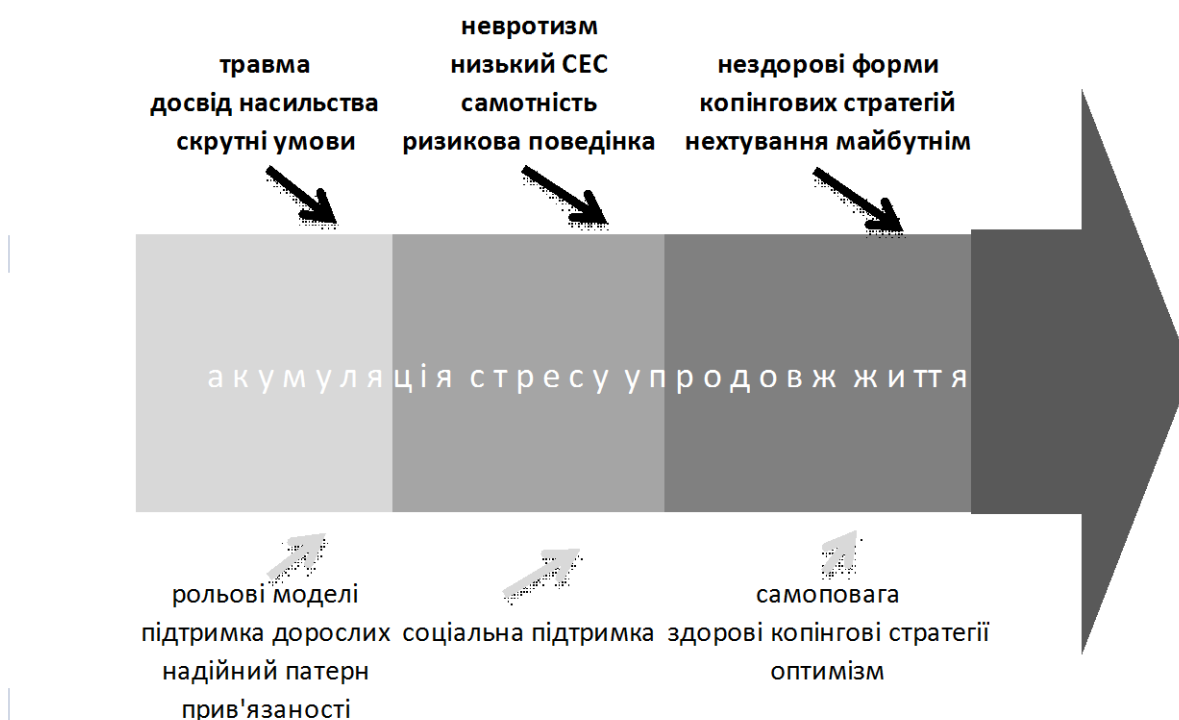 травма
досвід насильства
скрутні умови
невротизм
низький СЕС
самотність
ризикова поведінка
нездорові форми
копінгових стратегій
нехтування майбутнім
акумуляція стресу упродовж життя
рольові моделі
підтримка дорослих
надійний патерн
прив'язаності
соціальна підтримка
самоповага
здорові копінгові стратегії
оптимізм